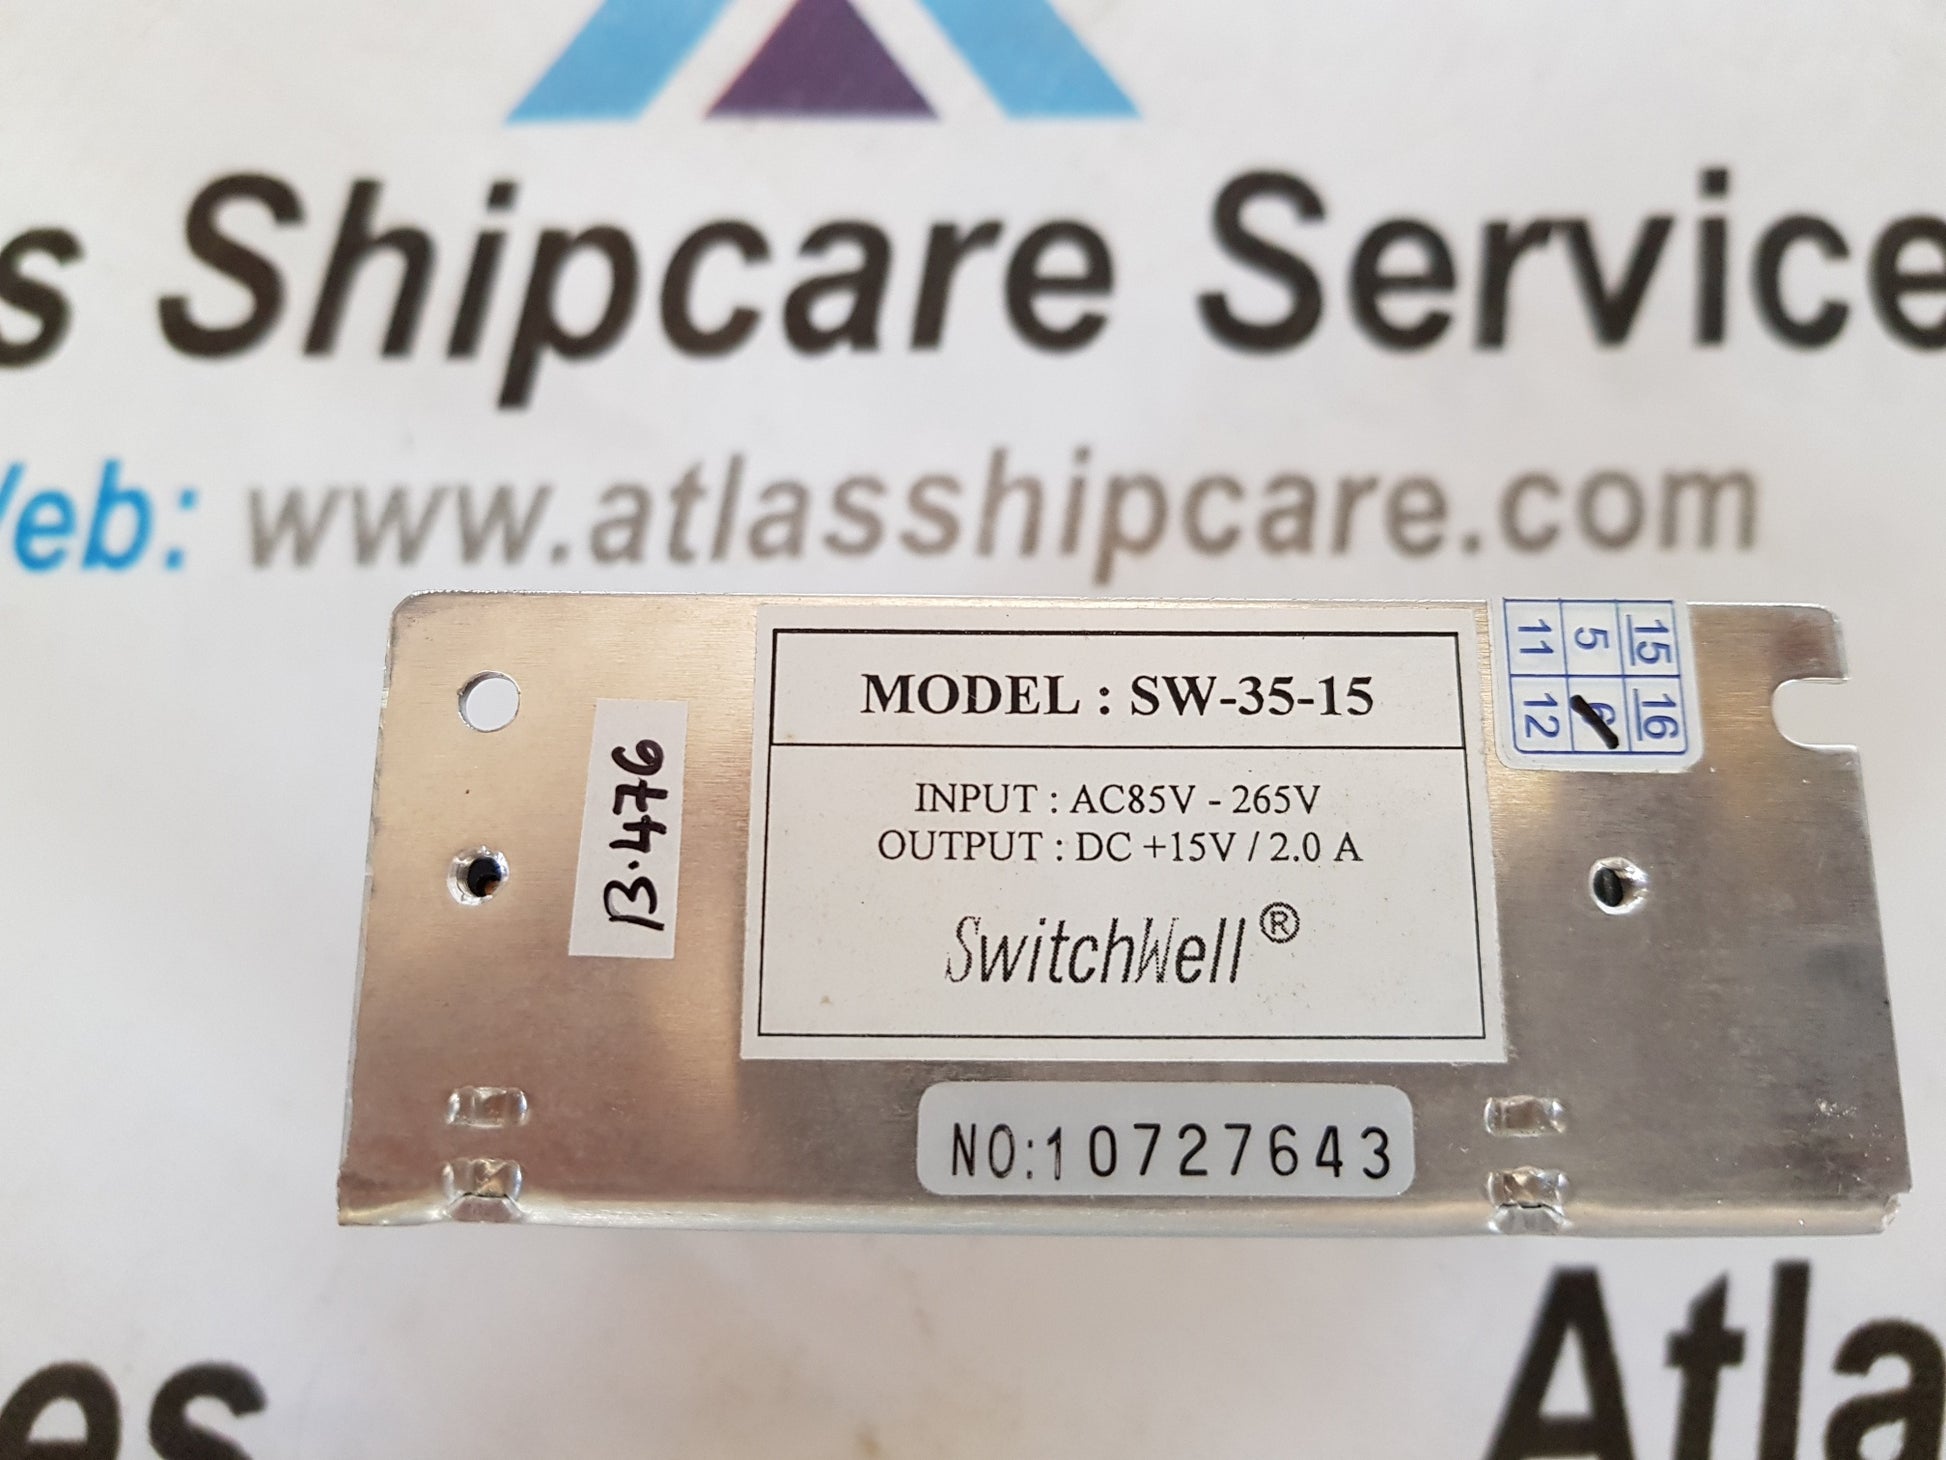 s Shipcare Service
Web: www.atlasshipcare.com
MODEL : SW-35-15
INPUT : AC85V - 265V
OUTPUT : DC +15V / 2.0 A
SwitchWell®
NO:10727643
B.476
15 16
5 6
11 12
es
Atla